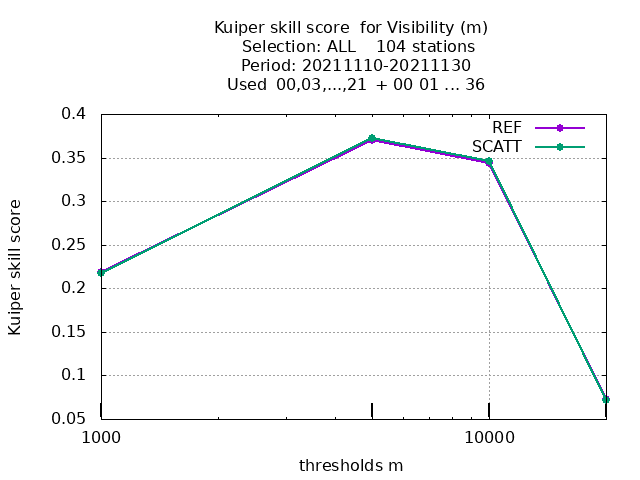 Kuiper skill score  for Visibility (m)
Selection: ALL    104 stations
Period: 20211110-20211130
Used  00,03,...,21  + 00 01 ... 36
REF
SCATT
0.4
0.35
0.3
0.25
0.2
0.15
0.1
0.05
Kuiper skill score
1000
10000
thresholds m